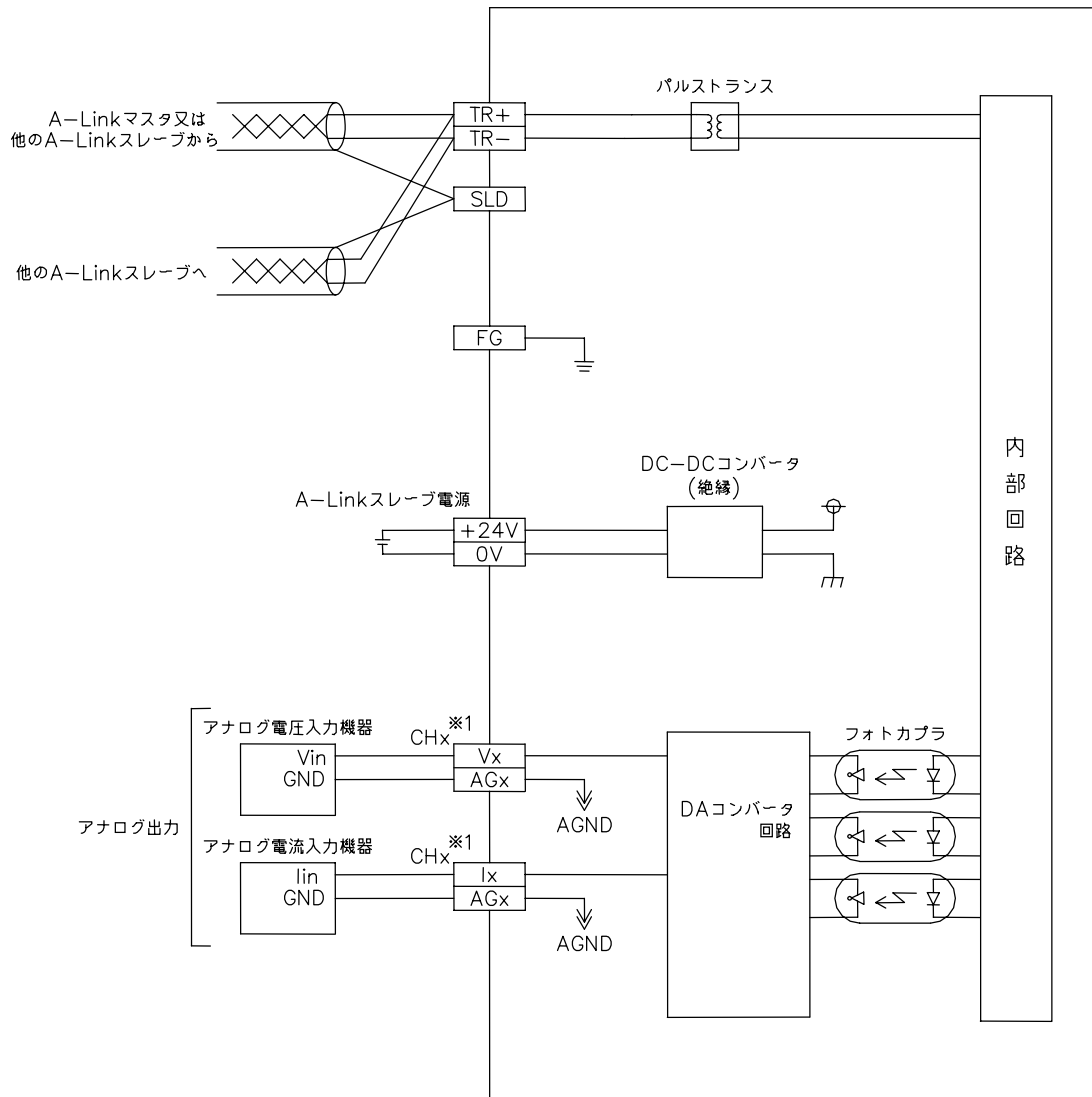 パルストランス
A-Linkマスタ又は
他のA-Linkスレーブから
TR+
TR-
SLD
他のA-Linkスレーブへ
FG
内部回路
DC-DCコンバータ
(絶縁)
A-Linkスレーブ電源
+24V
0V
アナログ電圧入力機器
CHx※1
Vin
GND
Vx
AGx
AGND
フォトカプラ
DAコンバータ
回路
アナログ出力
アナログ電流入力機器
CHx※1
Iin
GND
Ix
AGx
AGND